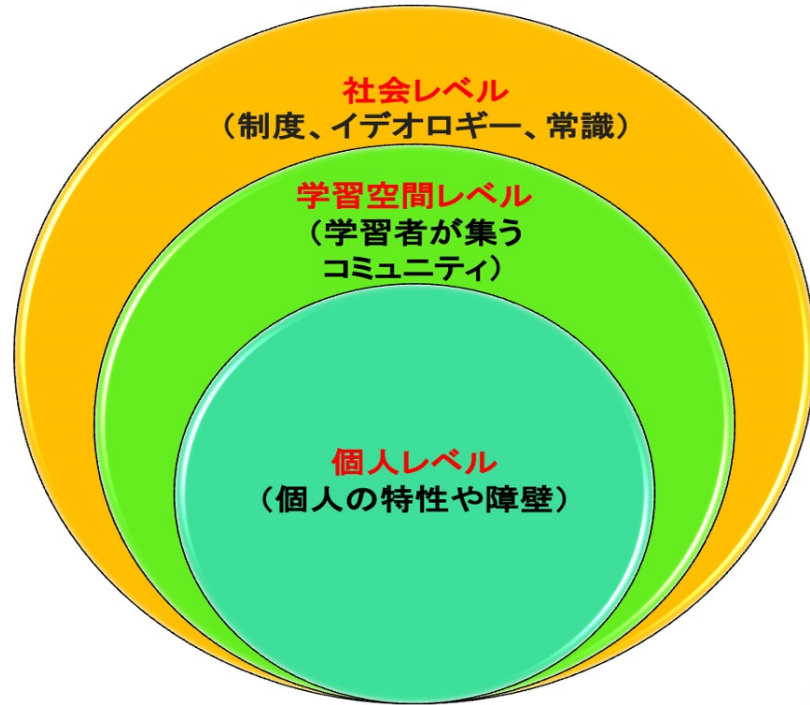 社会レベル
（制度、イデオロギー、常識）
学習空間レベル
（学習者が集う
コミュニティ）
個人レベル
（個人の特性や障壁）